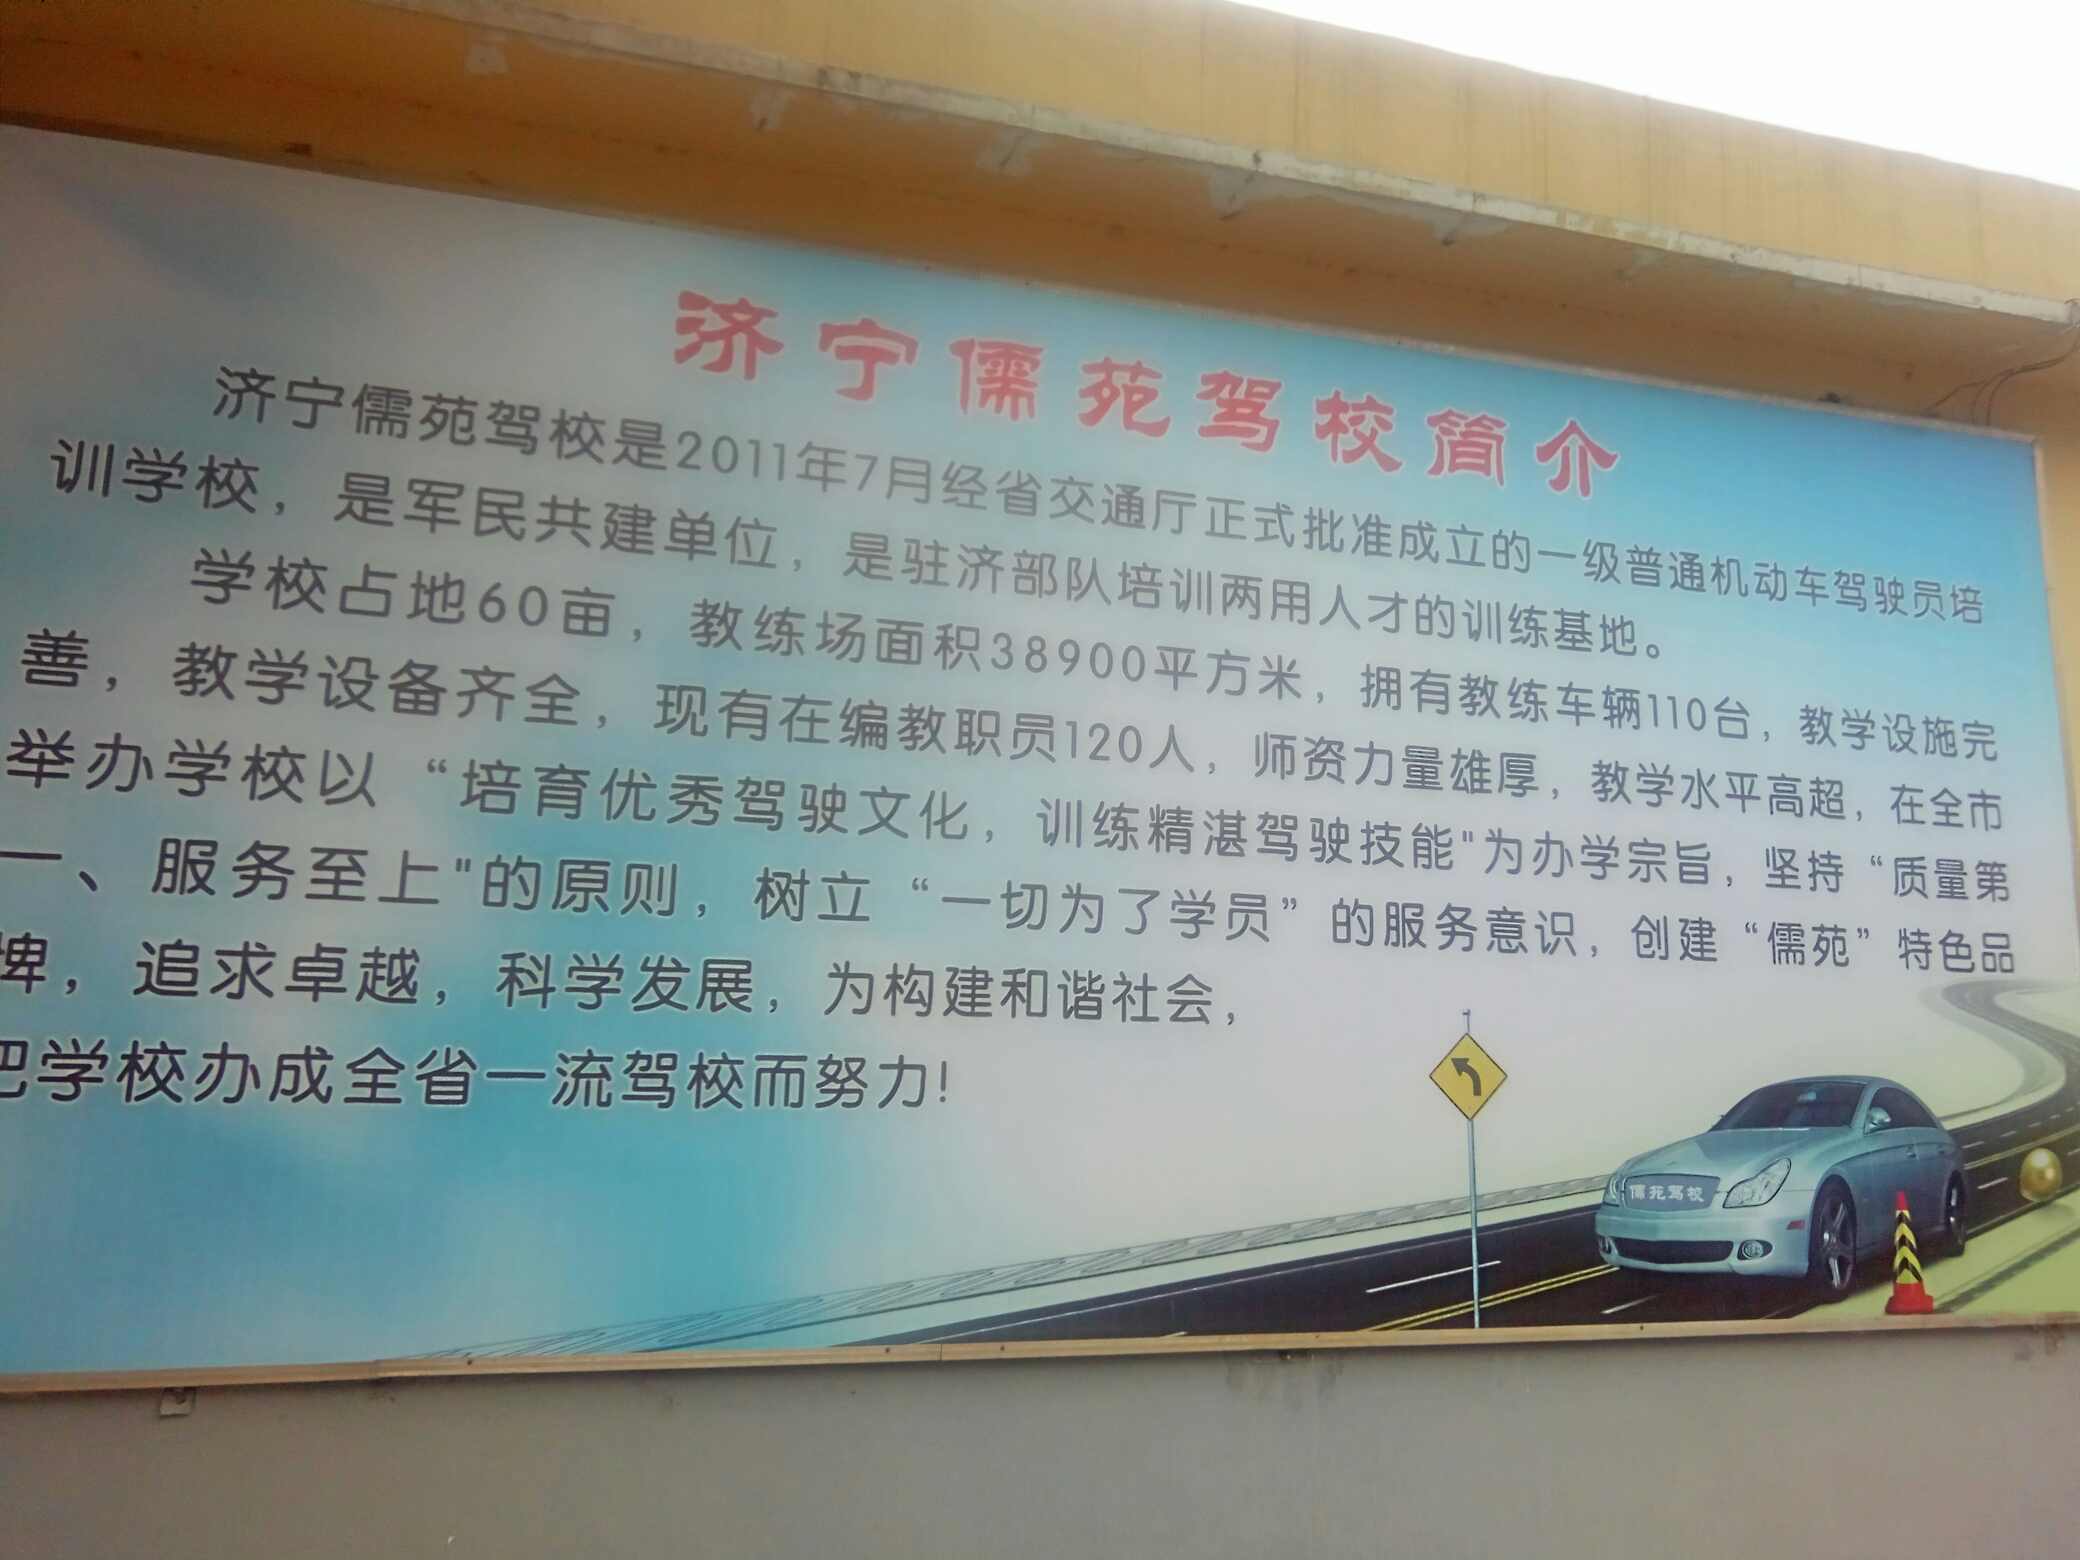 济宁儒苑驾校简介
济宁儒苑驾校是2011年7月经省交通厅正式批准成立的一级普通机动车驾驶员培
训学校，是军民共建单位，是驻济部队培训两用人才的训练基地。
学校占地60亩，教练场面积38900平方米，拥有教练车辆110台，教学设施完
善，教学设备齐全，现有在编教职员120人，师资力量雄厚，教学水平高超，在全市
举办学校以“培育优秀驾驶文化，训练精湛驾驶技能"为办学宗旨，坚持“质量第
一、服务至上"的原则，树立“一切为了学员”的服务意识，创建“儒苑”特色品
牌，追求卓越，科学发展，为构建和谐社会，
把学校办成全省一流驾校而努力!
儒苑驾校